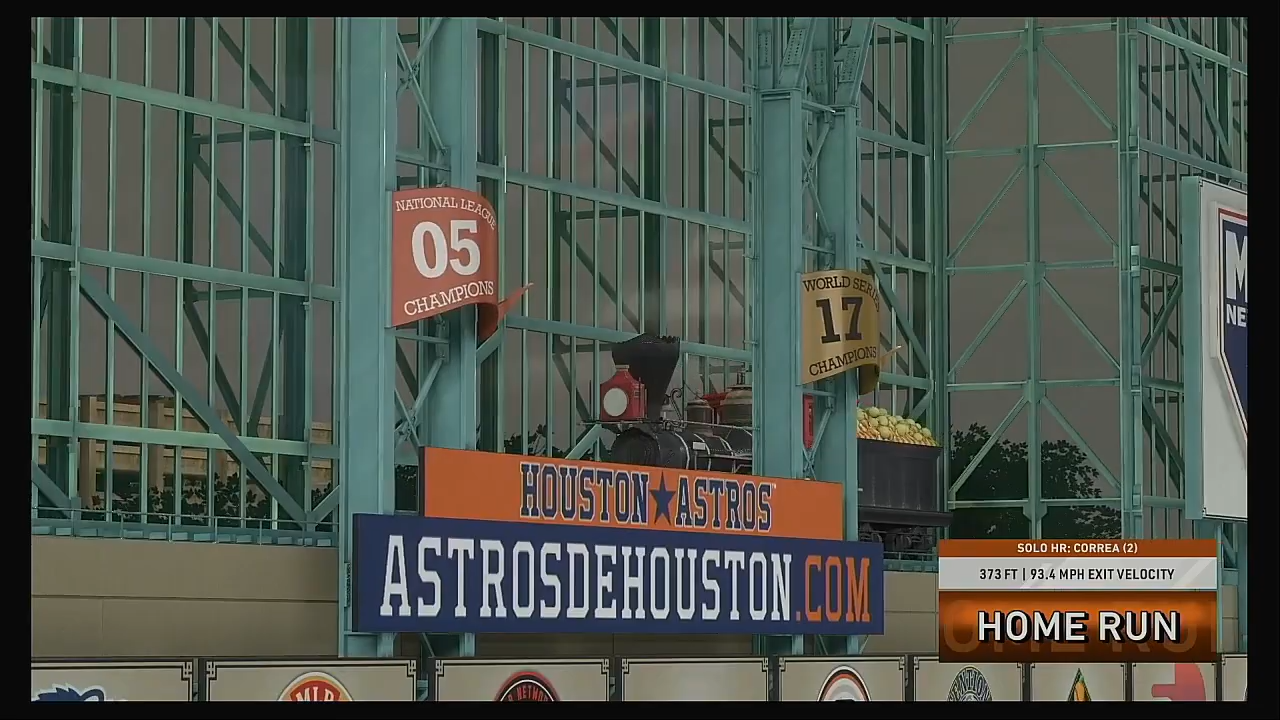 NATIONAL LEAGUE
05
CHAMPIONS
WORLD SERIES
17
CHAMPIONS
HOUSTON ASTROS
ASTROSDEHOUSTON.COM
SOLO HR: CORREA (2)
373 FT | 93.4 MPH EXIT VELOCITY
HOME RUN